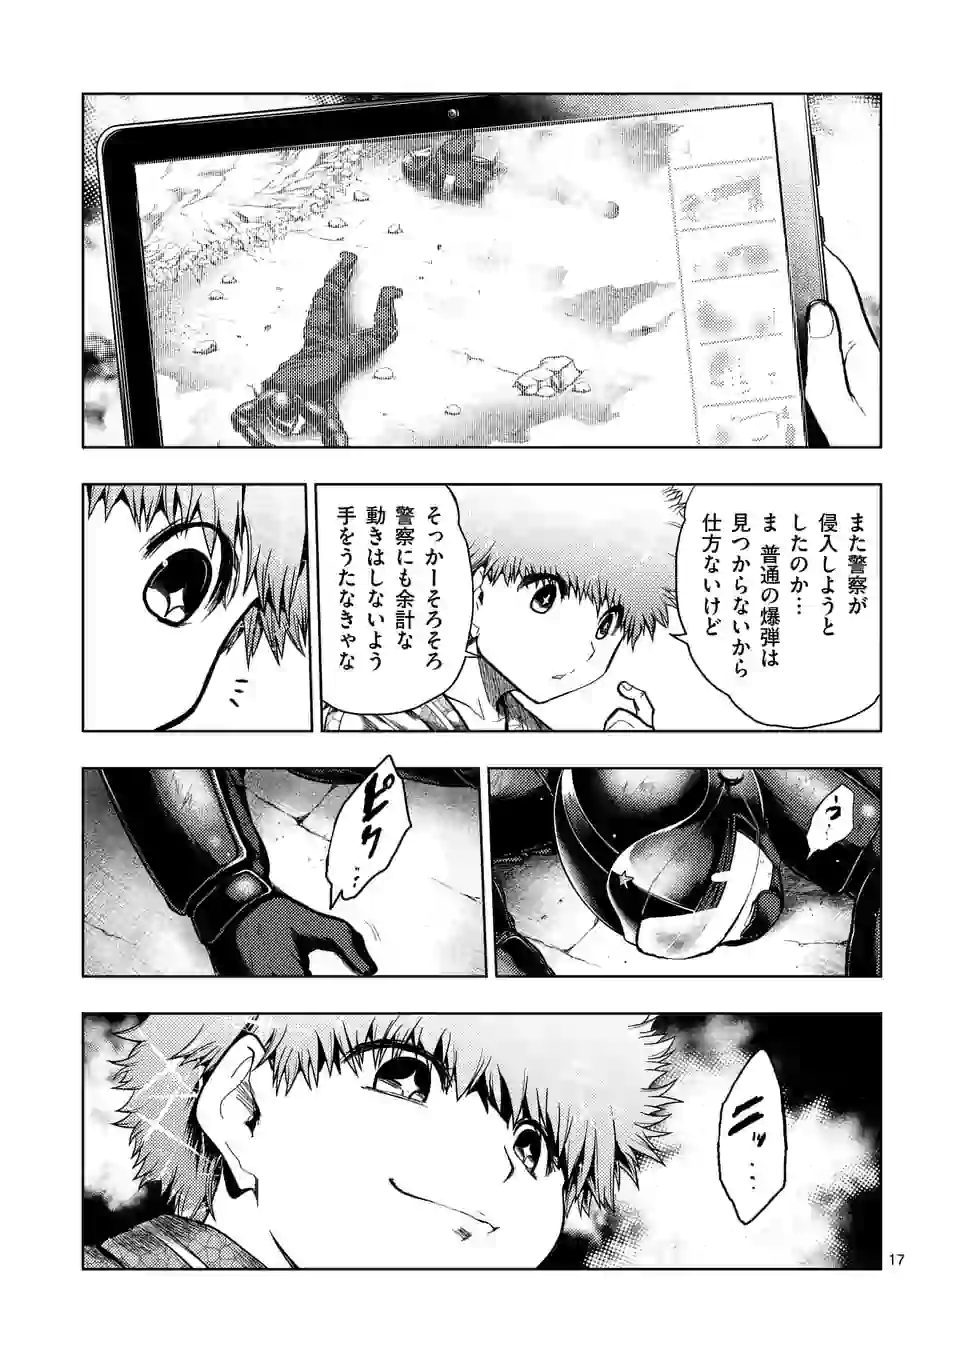 また警察が
侵入しようと
したのか…
ま 普通の爆弾は
見つからないから
仕方ないけど
そっかーそろそろ
警察にも余計な
動きはしないよう
手をうたなきゃな
う…
ピク…
ニッ…
17